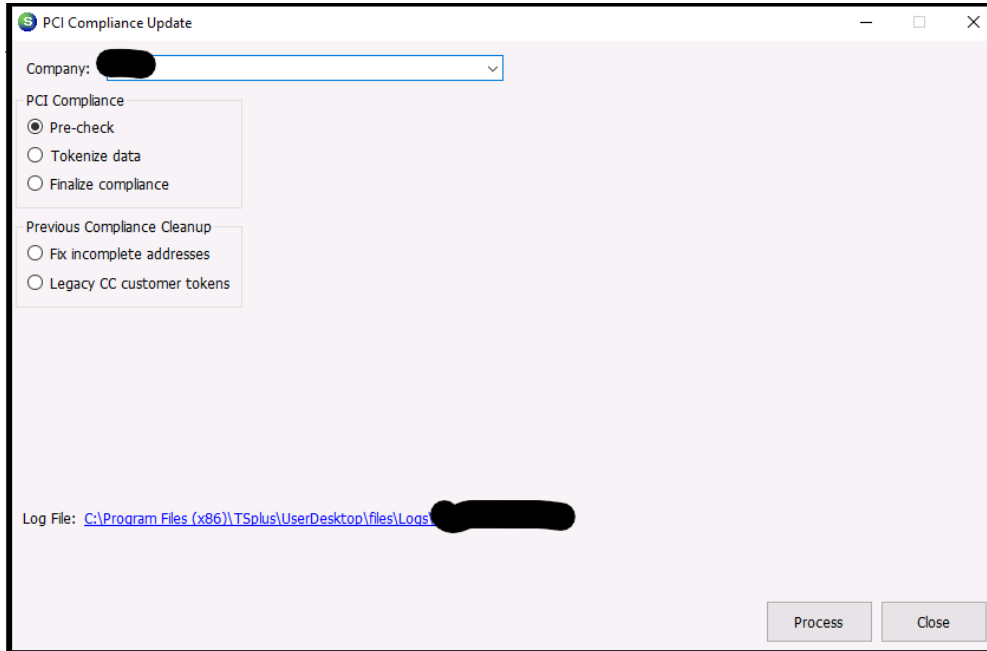 S PCI Compliance Update
Company:
PCI Compliance
Pre-check
Tokenize data
Finalize compliance
Previous Compliance Cleanup
Fix incomplete addresses
Legacy CC customer tokens
Log File: C:\Program Files (x86)\TSplus\UserDesktop\files\Logs\
Process Close